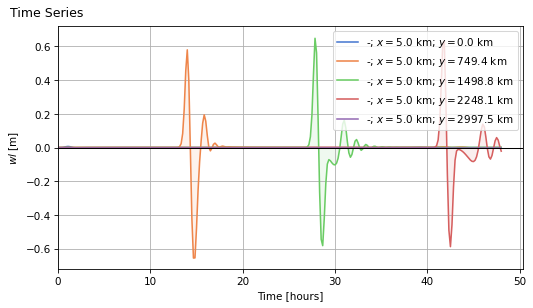 Time Series
wl [m]
0.6
0.4
0.2
0.0
−0.2
−0.4
−0.6
-; x = 5.0 km; y = 0.0 km
-; x = 5.0 km; y = 749.4 km
-; x = 5.0 km; y = 1498.8 km
-; x = 5.0 km; y = 2248.1 km
-; x = 5.0 km; y = 2997.5 km
0 10 20 30 40 50
Time [hours]